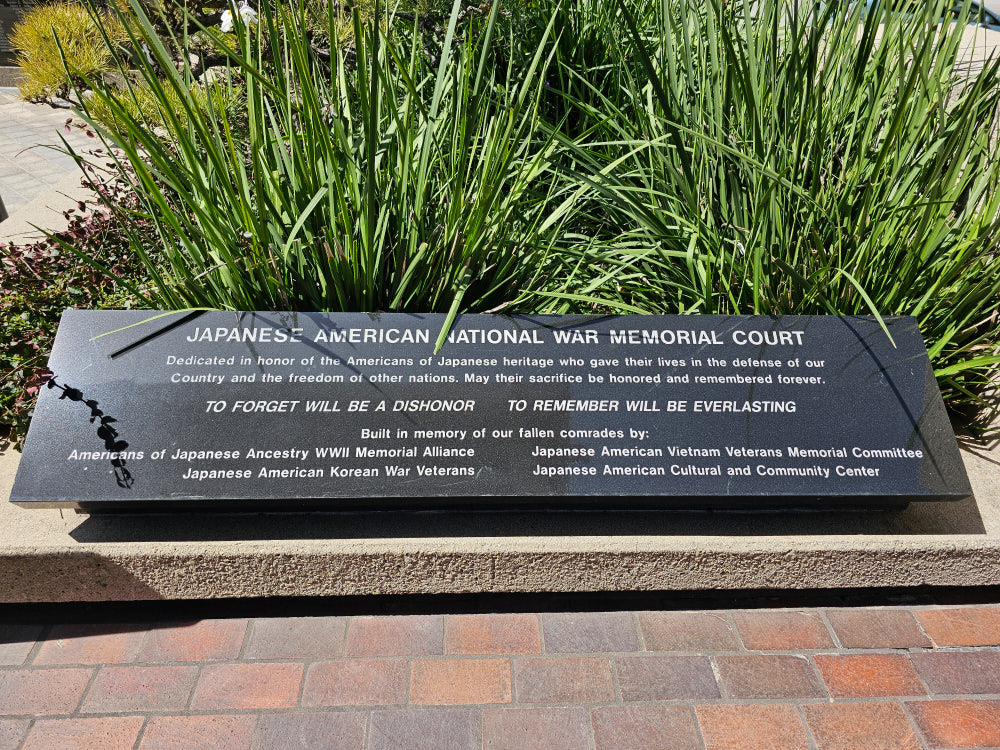 JAPANESE AMERICAN NATIONAL WAR MEMORIAL COURT
Dedicated in honor of the Americans of Japanese heritage who gave their lives in the defense of our
Country and the freedom of other nations. May their sacrifice be honored and remembered forever.
TO FORGET WILL BE A DISHONOR TO REMEMBER WILL BE EVERLASTING
Built in memory of our fallen comrades by:
Americans of Japanese Ancestry WWII Memorial Alliance
Japanese American Korean War Veterans
Japanese American Vietnam Veterans Memorial Committee
Japanese American Cultural and Community Center